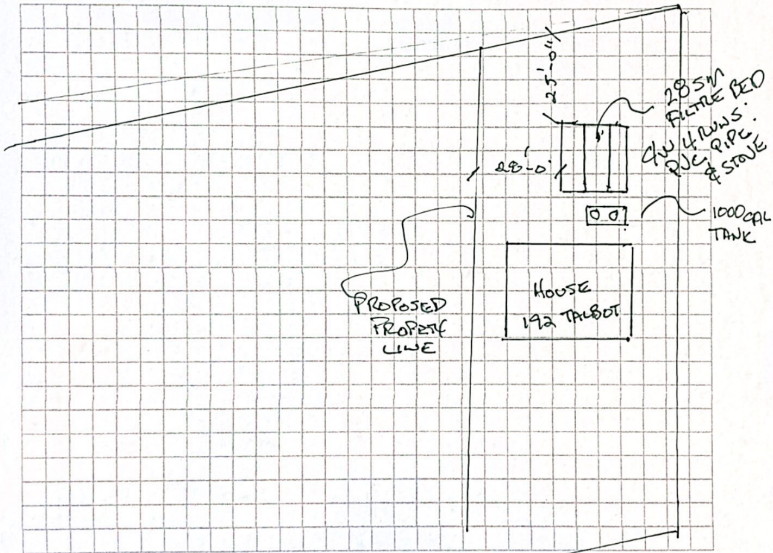 25'-0"
28 SM
FILTRE BED
C/W 4 RUNS
PVC PIPE
& STONE
28'-0"
1000 GAL
TANK
HOUSE
192 TALBOT
PROPOSED
PROPERTY
LINE